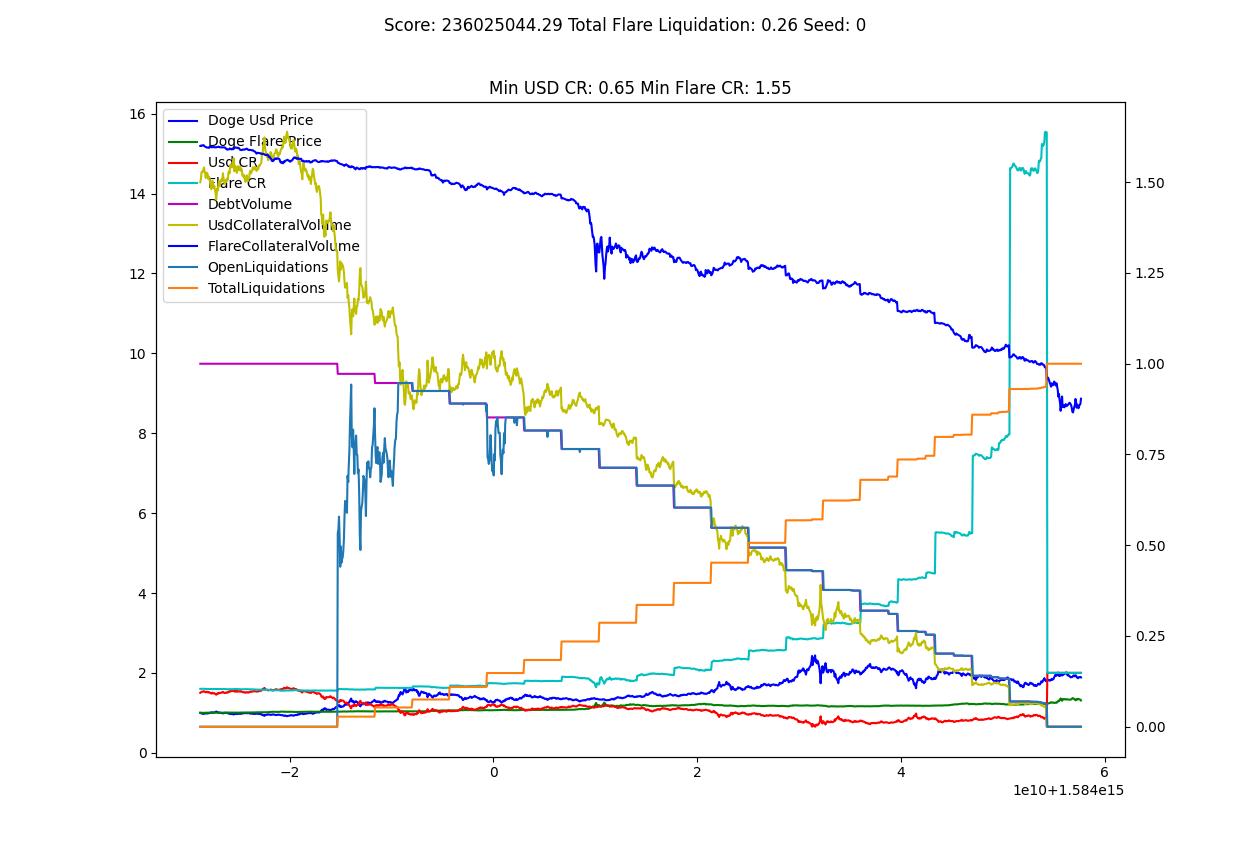 Score: 236025044.29 Total Flare Liquidation: 0.26 Seed: 0
Min USD CR: 0.65 Min Flare CR: 1.55
Doge Usd Price
Doge Flare Price
Usd CR
Flare CR
DebtVolume
UsdCollateralVolume
FlareCollateralVolume
OpenLiquidations
TotalLiquidations
16
14
12
10
8
6
4
2
0
1.50
1.25
1.00
0.75
0.50
0.25
0.00
−2
0
2
4
6
1e10+1.584e15